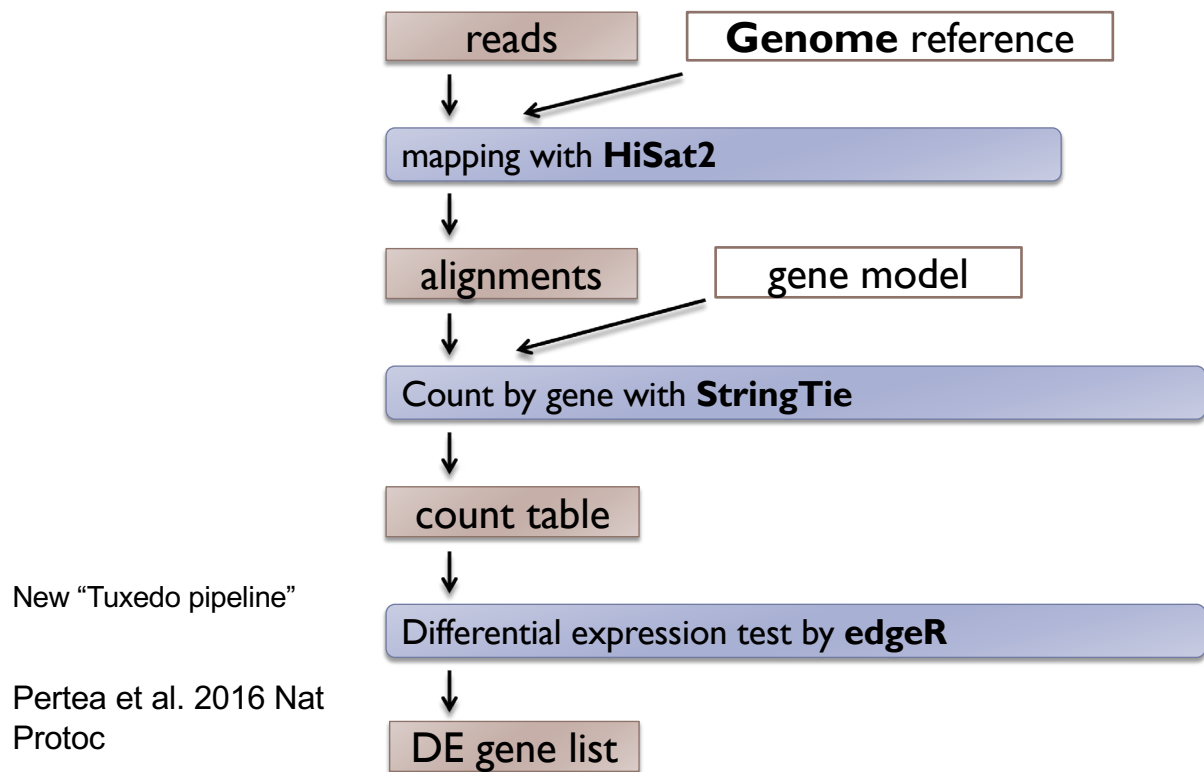 reads
Genome reference
mapping with HiSat2
alignments
gene model
Count by gene with StringTie
count table
New “Tuxedo pipeline”
Differential expression test by edgeR
Pertea et al. 2016 Nat
Protoc
DE gene list